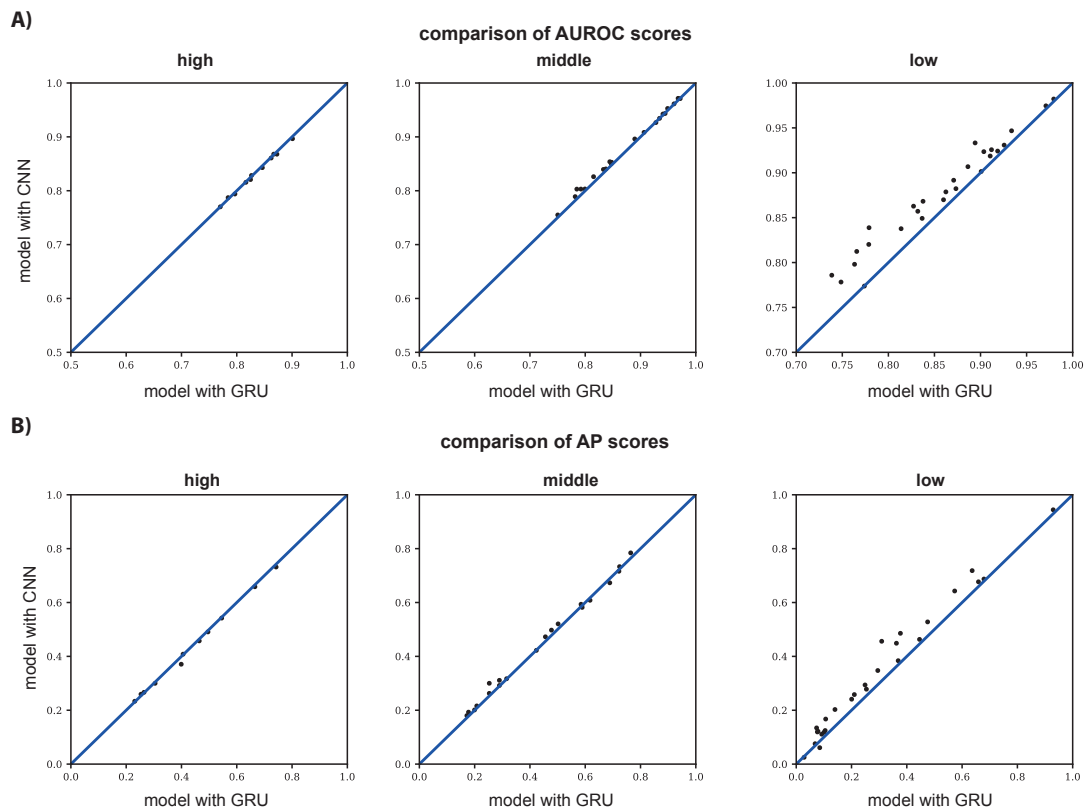 A)
comparison of AUROC scores
high
middle
low
model with CNN
1.0
0.9
0.8
0.7
0.6
0.5
0.5 0.6 0.7 0.8 0.9 1.0
model with GRU
1.0
0.9
0.8
0.7
0.6
0.5
0.5 0.6 0.7 0.8 0.9 1.0
model with GRU
1.00
0.95
0.90
0.85
0.80
0.75
0.70
0.70 0.75 0.80 0.85 0.90 0.95 1.00
model with GRU
B)
comparison of AP scores
high
middle
low
model with CNN
1.0
0.8
0.6
0.4
0.2
0.0
0.0 0.2 0.4 0.6 0.8 1.0
model with GRU
1.0
0.8
0.6
0.4
0.2
0.0
0.0 0.2 0.4 0.6 0.8 1.0
model with GRU
1.0
0.8
0.6
0.4
0.2
0.0
0.0 0.2 0.4 0.6 0.8 1.0
model with GRU